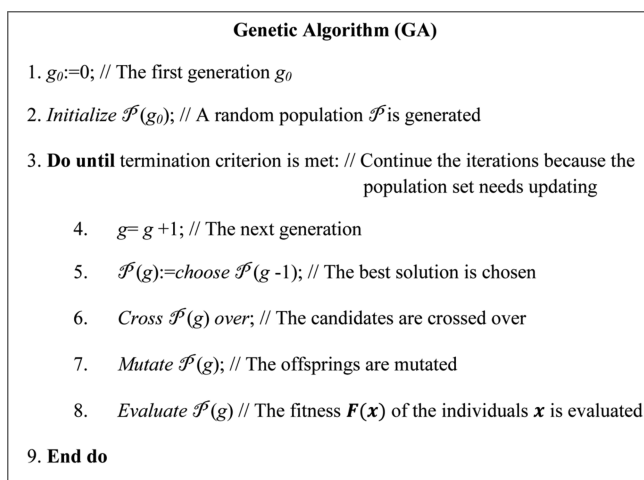 Genetic Algorithm (GA)
1. g₀:=0; // The first generation g₀
2. Initialize 𝒫(g₀); // A random population 𝒫 is generated
3. Do until termination criterion is met: // Continue the iterations because the
population set needs updating
4. g= g +1; // The next generation
5. 𝒫(g):=choose 𝒫(g -1); // The best solution is chosen
6. Cross 𝒫(g) over; // The candidates are crossed over
7. Mutate 𝒫(g); // The offsprings are mutated
8. Evaluate 𝒫(g) // The fitness F(x) of the individuals x is evaluated
9. End do